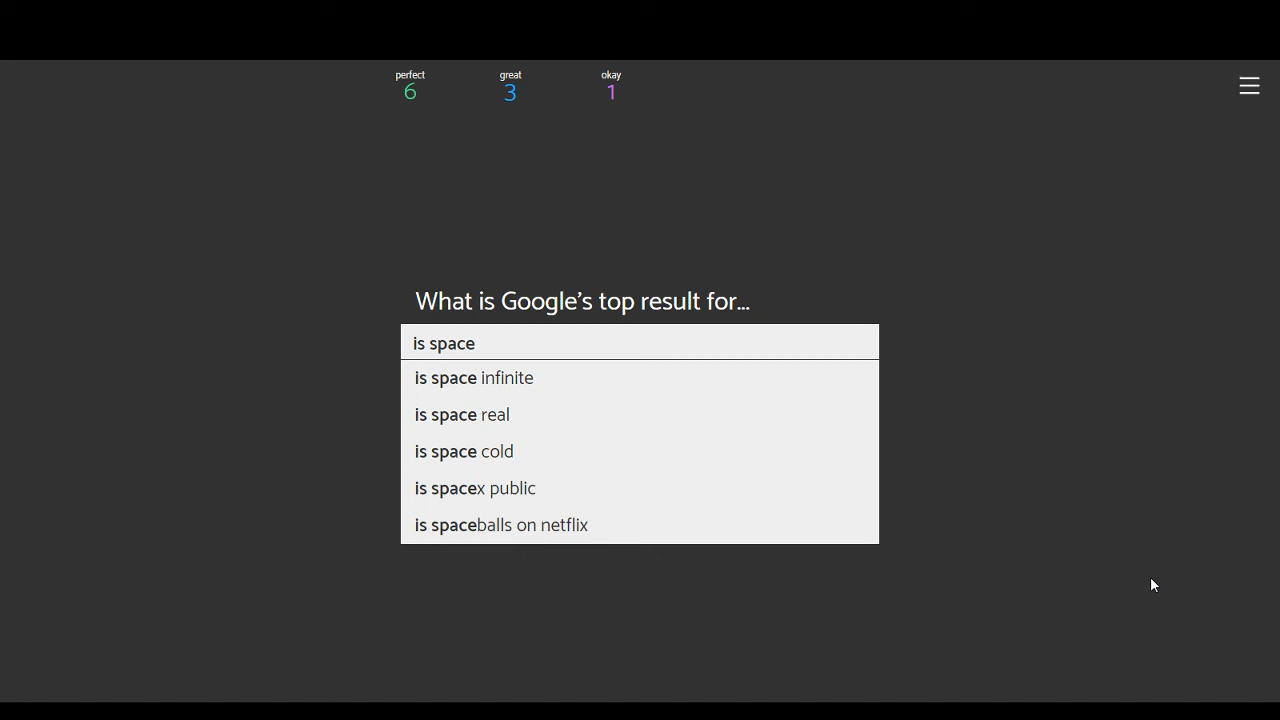 perfect great okay
6 3 1
What is Google's top result for...
is space
is space infinite
is space real
is space cold
is spacex public
is spaceballs on netflix